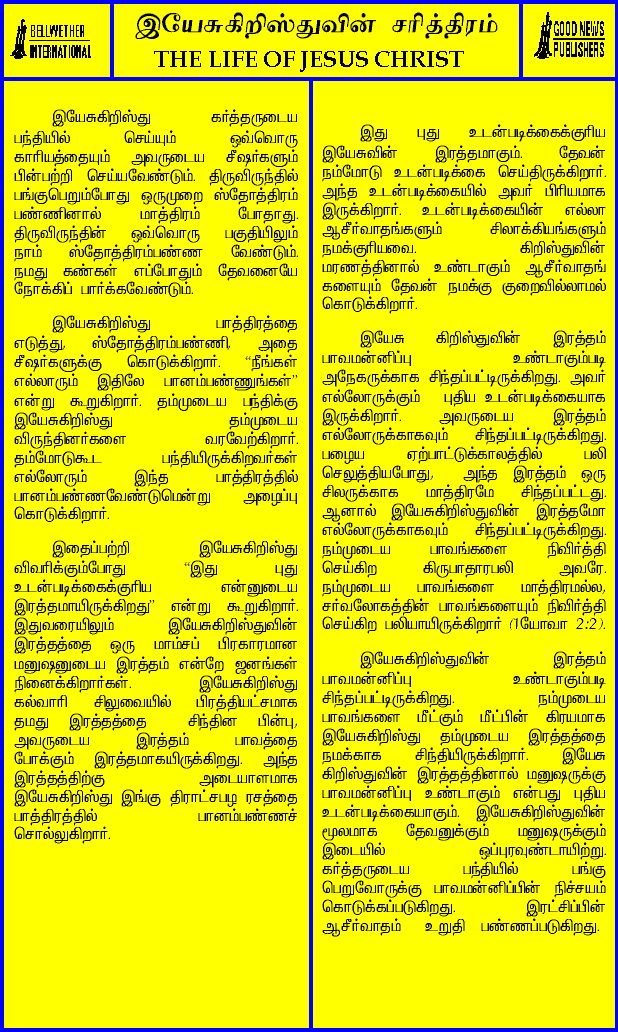 BELLWETHER
INTERNATIONAL
இயேசுகிறிஸ்துவின் சரித்திரம்
THE LIFE OF JESUS CHRIST
GOOD NEWS
PUBLISHERS
இயேசுகிறிஸ்து கர்த்தருடைய
பந்தியில் செய்யும் ஒவ்வொரு
காரியத்தையும் அவருடைய சீஷர்களும்
பின்பற்றி செய்யவேண்டும். திருவிருந்தில்
பங்குபெறும்போது ஒருமுறை ஸ்தோத்திரம்
பண்ணினால் மாத்திரம் போதாது.
திருவிருந்தின் ஒவ்வொரு பகுதியிலும்
நாம் ஸ்தோத்திரம்பண்ண வேண்டும்.
நமது கண்கள் எப்போதும் தேவனையே
நோக்கிப் பார்க்கவேண்டும்.
இயேசுகிறிஸ்து பாத்திரத்தை
எடுத்து, ஸ்தோத்திரம்பண்ணி, அதை
சீஷர்களுக்கு கொடுக்கிறார். “நீங்கள்
எல்லாரும் இதிலே பானம்பண்ணுங்கள்”
என்று கூறுகிறார். தம்முடைய பந்திக்கு
இயேசுகிறிஸ்து தம்முடைய
விருந்தினர்களை வரவேற்கிறார்.
தம்மோடுகூட பந்தியிருக்கிறவர்கள்
எல்லோரும் இந்த பாத்திரத்தில்
பானம்பண்ணவேண்டுமென்று அழைப்பு
கொடுக்கிறார்.
இதைப்பற்றி இயேசுகிறிஸ்து
விவரிக்கும்போது “இது புது
உடன்படிக்கைக்குரிய என்னுடைய
இரத்தமாயிருக்கிறது” என்று கூறுகிறார்.
இதுவரையிலும் இயேசுகிறிஸ்துவின்
இரத்தத்தை ஒரு மாம்சப் பிரகாரமான
மனுஷனுடைய இரத்தம் என்றே ஜனங்கள்
நினைக்கிறார்கள். இயேசுகிறிஸ்து
கல்வாரி சிலுவையில் பிரத்தியட்சமாக
தமது இரத்தத்தை சிந்தின பின்பு,
அவருடைய இரத்தம் பாவத்தை
போக்கும் இரத்தமாகயிருக்கிறது. அந்த
இரத்தத்திற்கு அடையாளமாக
இயேசுகிறிஸ்து இங்கு திராட்சபழ ரசத்தை
பாத்திரத்தில் பானம்பண்ணச்
சொல்லுகிறார்.
இது புது உடன்படிக்கைக்குரிய
இயேசுவின் இரத்தமாகும். தேவன்
நம்மோடு உடன்படிக்கை செய்திருக்கிறார்.
அந்த உடன்படிக்கையில் அவர் பிரியமாக
இருக்கிறார். உடன்படிக்கையின் எல்லா
ஆசீர்வாதங்களும் சிலாக்கியங்களும்
நமக்குரியவை. கிறிஸ்துவின்
மரணத்தினால் உண்டாகும் ஆசீர்வாதங்
களையும் தேவன் நமக்கு குறைவில்லாமல்
கொடுக்கிறார்.
இயேசு கிறிஸ்துவின் இரத்தம்
பாவமன்னிப்பு உண்டாகும்படி
அநேகருக்காக சிந்தப்பட்டிருக்கிறது. அவர்
எல்லோருக்கும் புதிய உடன்படிக்கையாக
இருக்கிறார். அவருடைய இரத்தம்
எல்லோருக்காகவும் சிந்தப்பட்டிருக்கிறது.
பழைய ஏற்பாட்டுக்காலத்தில் பலி
செலுத்தியபோது, அந்த இரத்தம் ஒரு
சிலருக்காக மாத்திரமே சிந்தப்பட்டது.
ஆனால் இயேசுகிறிஸ்துவின் இரத்தமோ
எல்லோருக்காகவும் சிந்தப்பட்டிருக்கிறது.
நம்முடைய பாவங்களை நிவிர்த்தி
செய்கிற கிருபாதாரபலி அவரே.
நம்முடைய பாவங்களை மாத்திரமல்ல,
சர்வலோகத்தின் பாவங்களையும் நிவிர்த்தி
செய்கிற பலியாயிருக்கிறார் (1யோவா 2:2).
இயேசுகிறிஸ்துவின் இரத்தம்
பாவமன்னிப்பு உண்டாகும்படி
சிந்தப்பட்டிருக்கிறது. நம்முடைய
பாவங்களை மீட்கும் மீட்பின் கிரயமாக
இயேசுகிறிஸ்து தம்முடைய இரத்தத்தை
நமக்காக சிந்தியிருக்கிறார். இயேசு
கிறிஸ்துவின் இரத்தத்தினால் மனுஷருக்கு
பாவமன்னிப்பு உண்டாகும் என்பது புதிய
உடன்படிக்கையாகும். இயேசுகிறிஸ்துவின்
மூலமாக தேவனுக்கும் மனுஷருக்கும்
இடையில் ஒப்புரவுண்டாயிற்று.
கர்த்தருடைய பந்தியில் பங்கு
பெறுவோருக்கு பாவமன்னிப்பின் நிச்சயம்
கொடுக்கப்படுகிறது. இரட்சிப்பின்
ஆசீர்வாதம் உறுதி பண்ணப்படுகிறது.